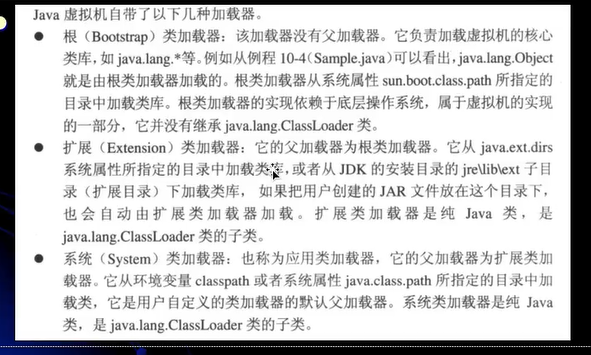 Java 虚拟机自带了以下几种加载器。
● 根（Bootstrap）类加载器：该加载器没有父加载器。它负责加载虚拟机的核心
类库，如 java.lang.*等。例如从例程 10-4（Sample.java）可以看出，java.lang.Object
就是由根类加载器加载的。根类加载器从系统属性 sun.boot.class.path 所指定的
目录中加载类库。根类加载器的实现依赖于底层操作系统，属于虚拟机的实现
的一部分，它并没有继承 java.lang.ClassLoader 类。
● 扩展（Extension）类加载器：它的父加载器为根类加载器。它从 java.ext.dirs
系统属性所指定的目录中加载类库，或者从 JDK 的安装目录的 jre\lib\ext 子目
录（扩展目录）下加载类库， 如果把用户创建的 JAR 文件放在这个目录下，
也会自动由扩展类加载器加载。扩展类加载器是纯 Java 类，是
java.lang.ClassLoader 类的子类。
● 系统（System）类加载器：也称为应用类加载器，它的父加载器为扩展类加
载器。它从环境变量 classpath 或者系统属性 java.class.path 所指定的目录中加
载类，它是用户自定义的类加载器的默认父加载器。系统类加载器是纯 Java
类，是 java.lang.ClassLoader 类的子类。